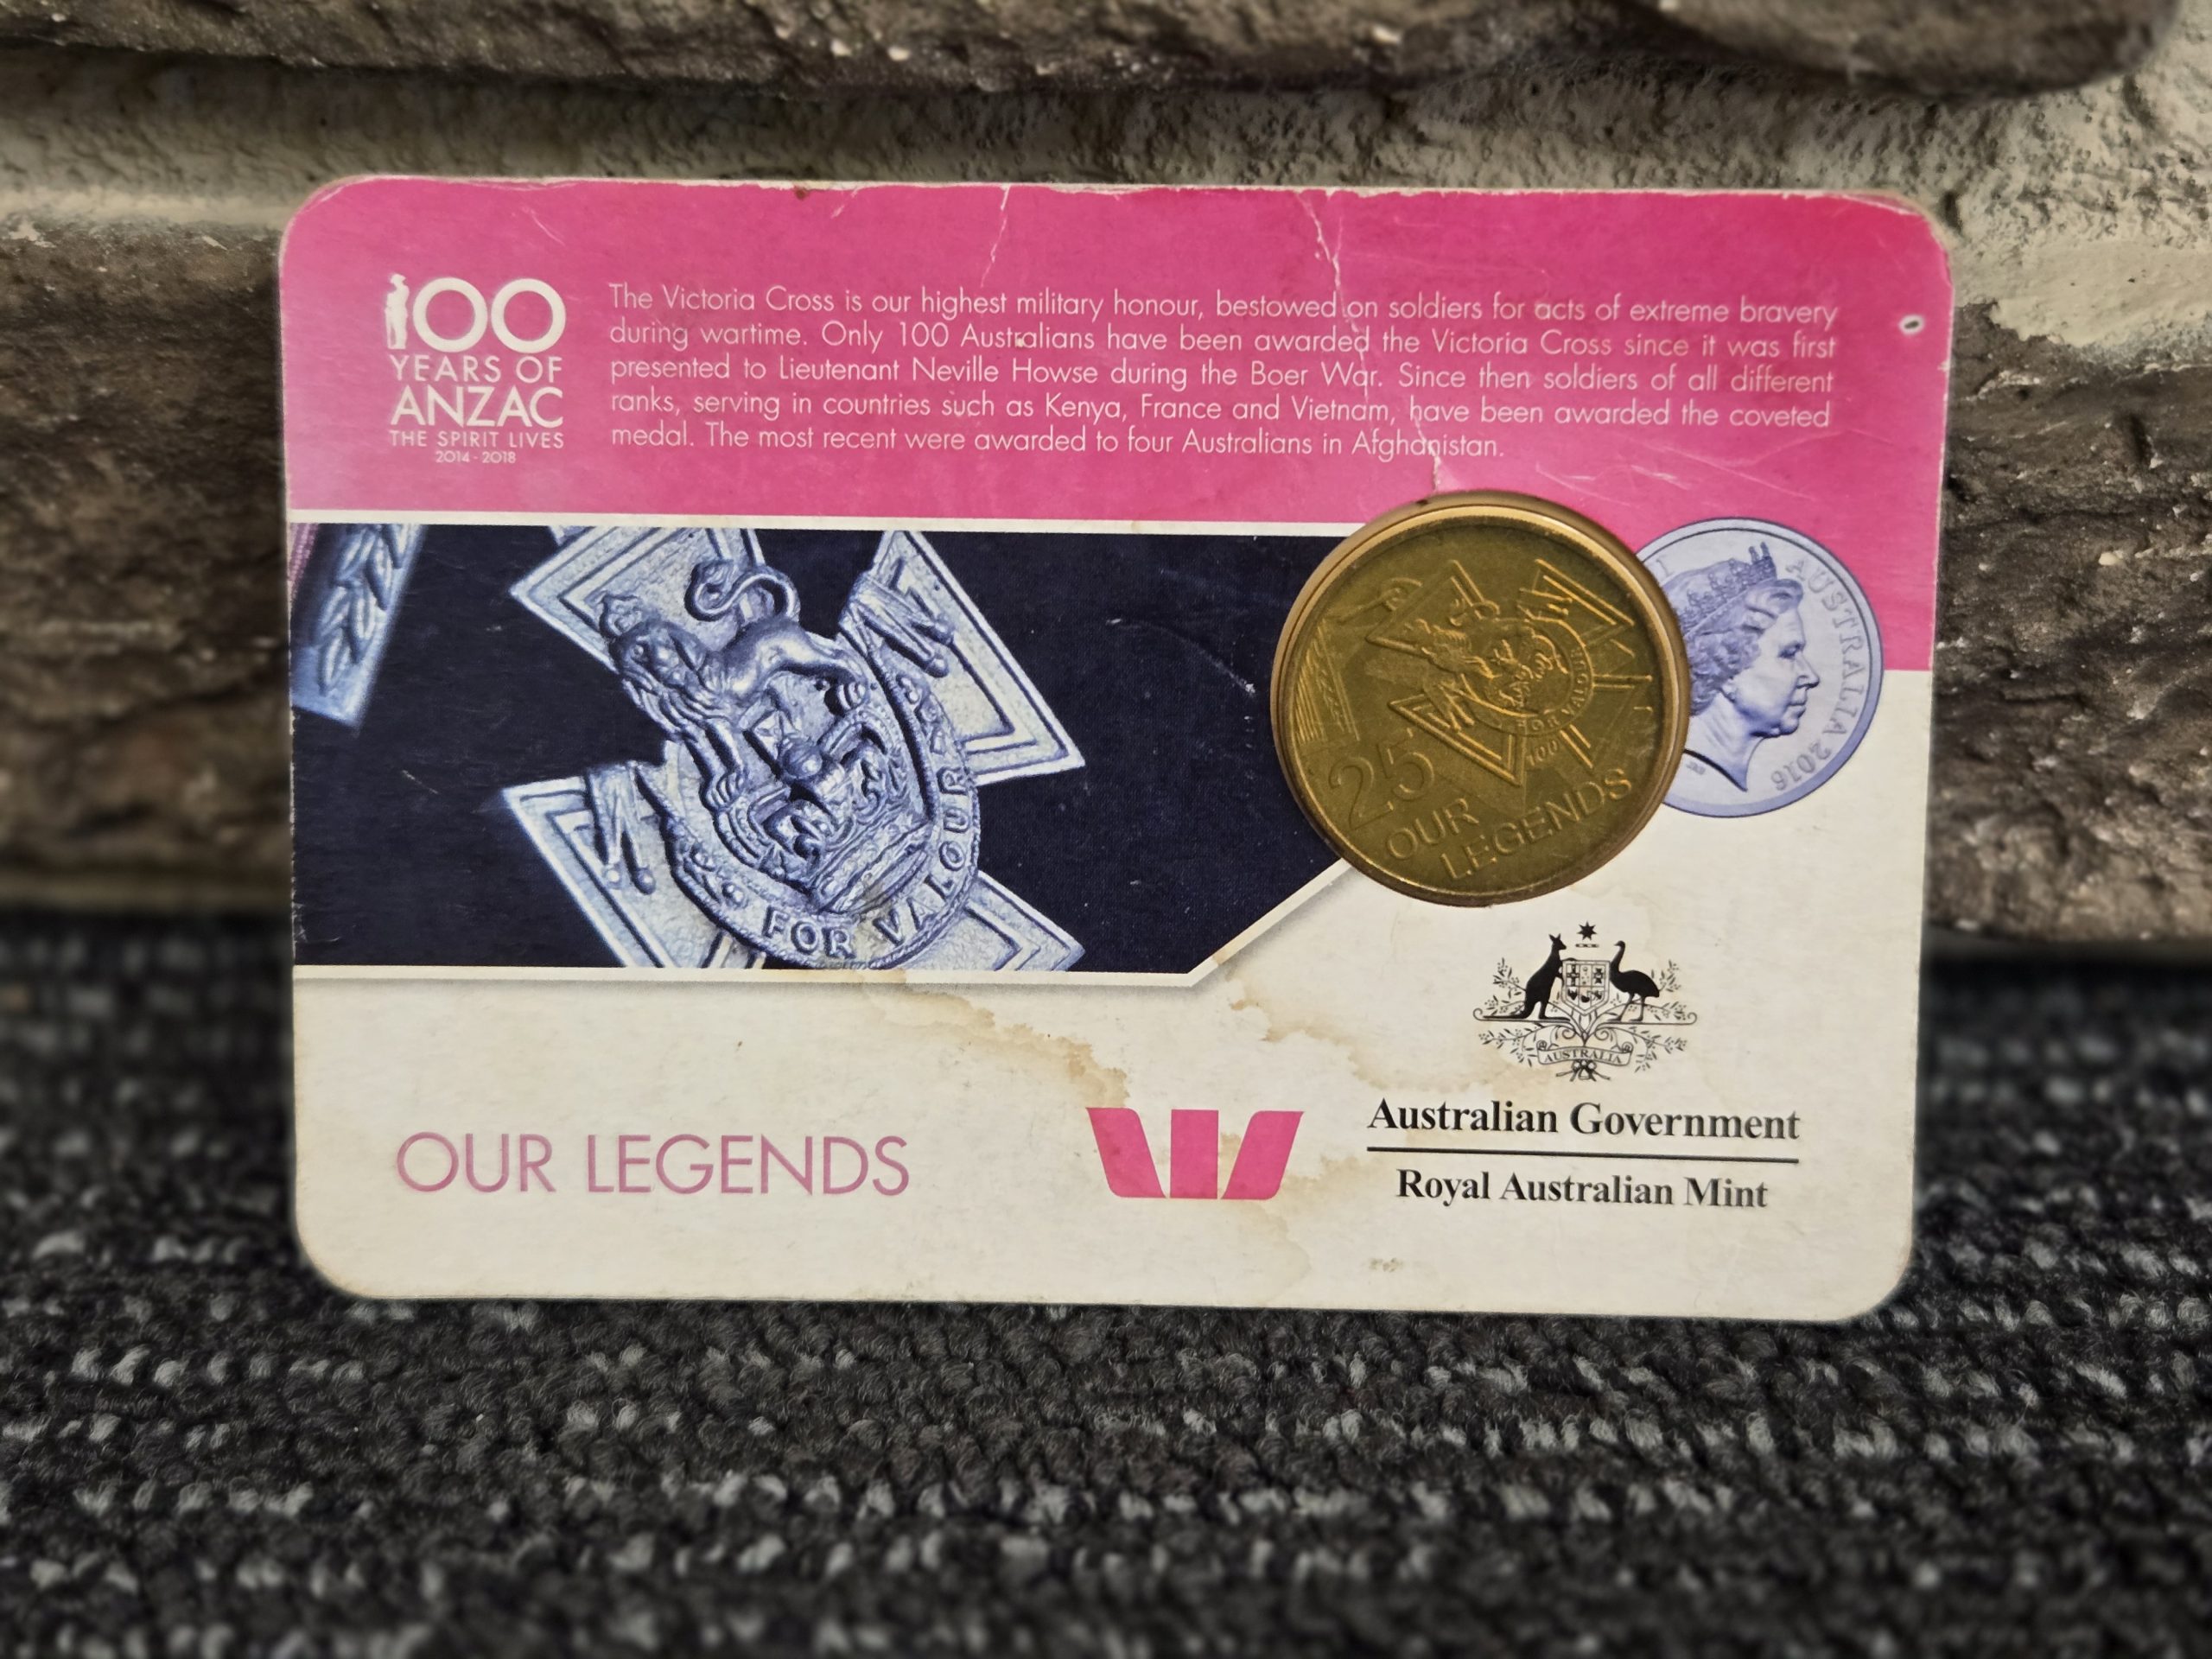 100
YEARS OF
ANZAC
THE SPIRIT LIVES
2014 - 2018
The Victoria Cross is our highest military honour, bestowed on soldiers for acts of extreme bravery
during wartime. Only 100 Australians have been awarded the Victoria Cross since it was first
presented to Lieutenant Neville Howse during the Boer War. Since then soldiers of all different
ranks, serving in countries such as Kenya, France and Vietnam, have been awarded the coveted
medal. The most recent were awarded to four Australians in Afghanistan.
FOR VALOUR
FOR VALOUR
100
25
OUR
LEGENDS
AUSTRALIA 2016
AUSTRALIA
OUR LEGENDS
Australian Government
Royal Australian Mint